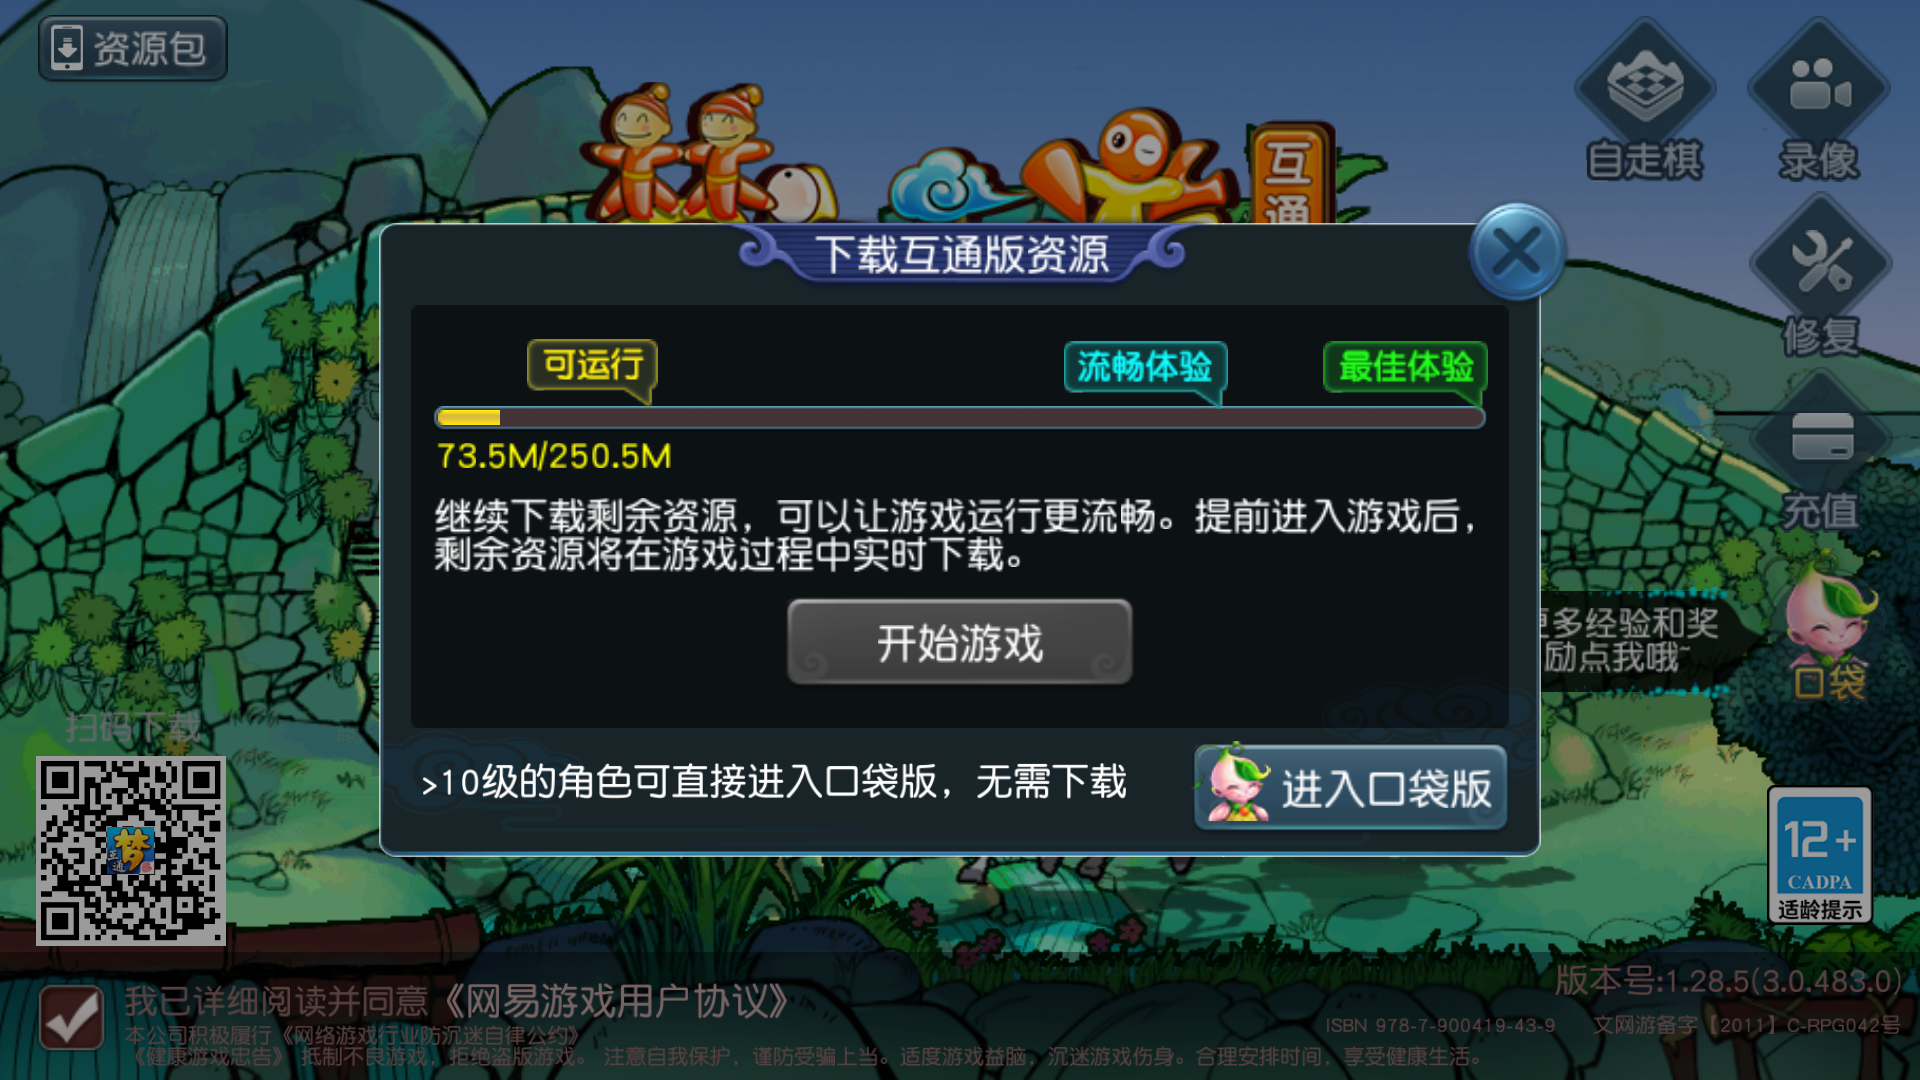 资源包
自走棋
录像
互通
下载互通版资源
修复
可运行
流畅体验
最佳体验
73.5M/250.5M
继续下载剩余资源，可以让游戏运行更流畅。提前进入游戏后，
剩余资源将在游戏过程中实时下载。
充值
开始游戏
更多经验和奖
励点我哦~
口袋
扫码下载
梦
互通
>10级的角色可直接进入口袋版，无需下载
进入口袋版
12+
CADPA
适龄提示
版本号:1.28.5(3.0.483.0)
我已详细阅读并同意《网易游戏用户协议》
本公司积极履行《网络游戏行业防沉迷自律公约》
ISBN 978-7-900419-43-9
文网游备字【2011】C-RPG042号
《健康游戏忠告》 抵制不良游戏，拒绝盗版游戏。 注意自我保护，谨防受骗上当。适度游戏益脑，沉迷游戏伤身。合理安排时间，享受健康生活。